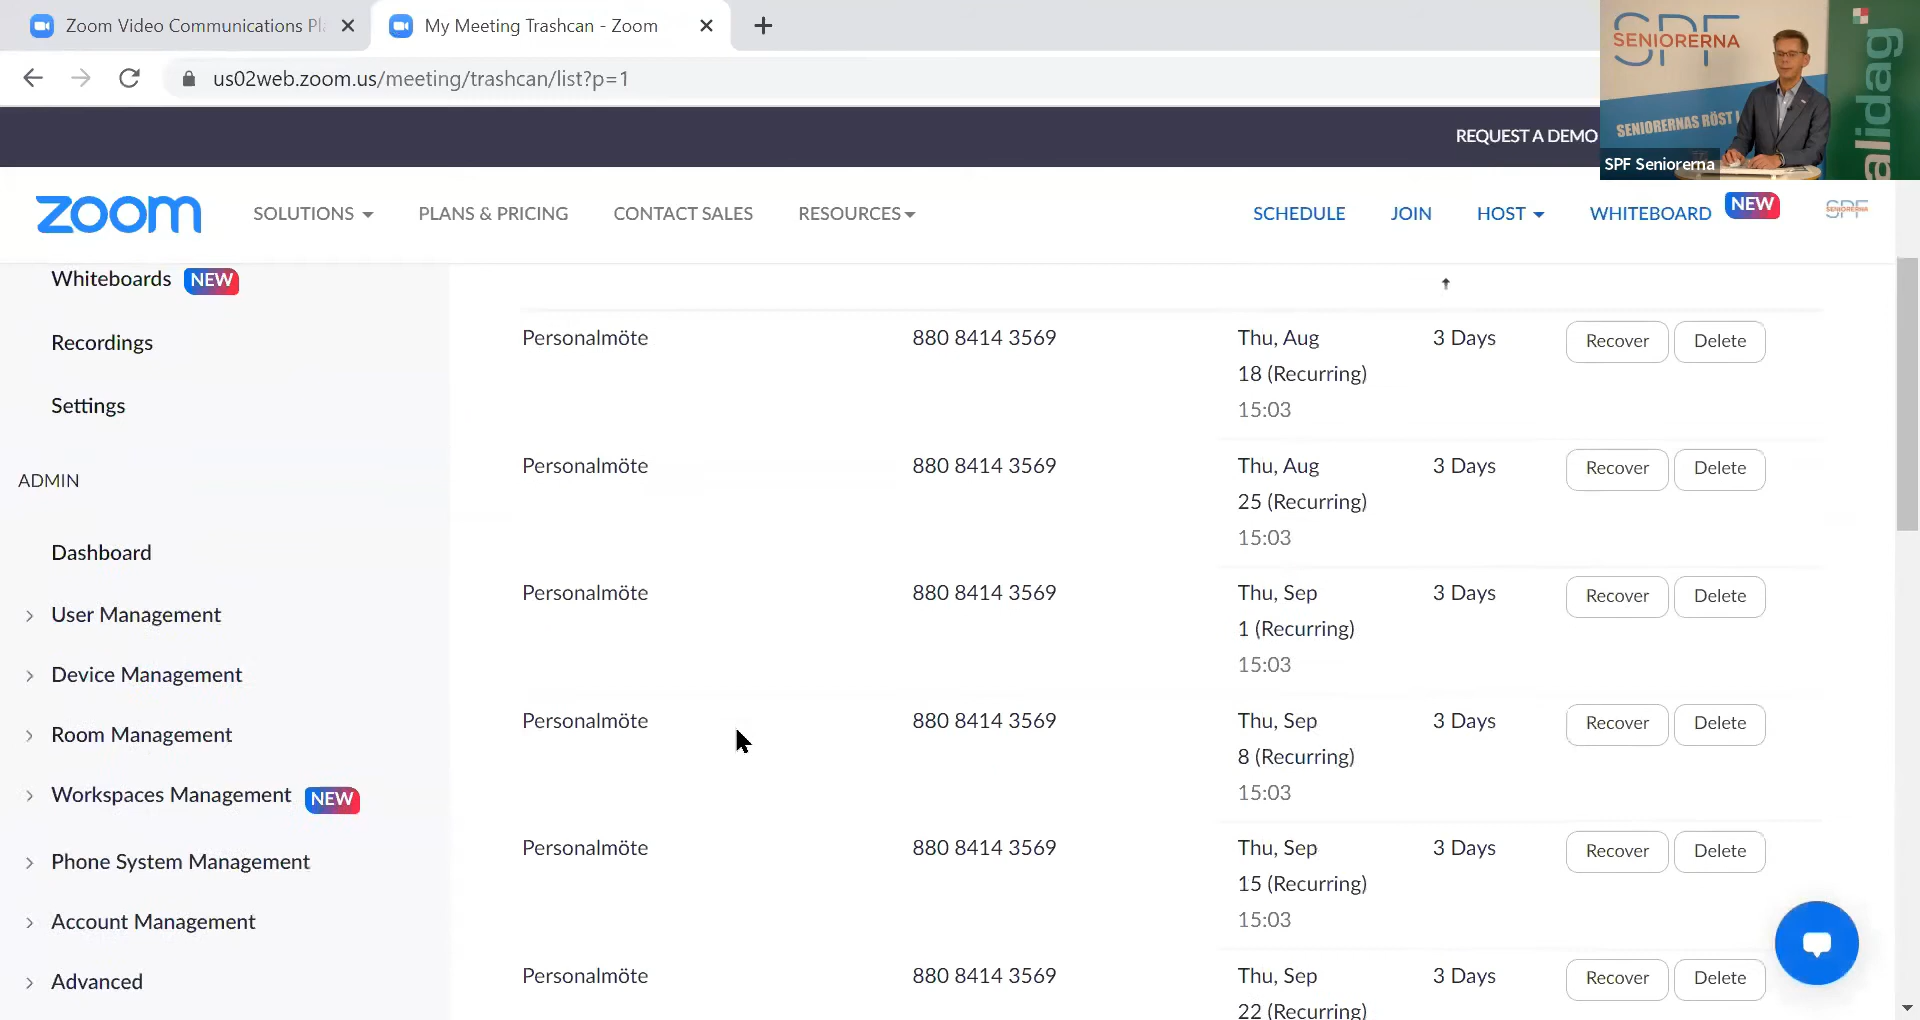 Zoom Video Communications Pl
My Meeting Trashcan - Zoom
us02web.zoom.us/meeting/trashcan/list?p=1
REQUEST A DEMO
SPF
SENIORERNA
SENIORERNAS RÖST I
alidag
SPF Seniorerna
zoom
SOLUTIONS
PLANS & PRICING
CONTACT SALES
RESOURCES
SCHEDULE
JOIN
HOST
WHITEBOARD
NEW
SPF
SENIORERNA
Whiteboards NEW
Recordings
Settings
ADMIN
Dashboard
User Management
Device Management
Room Management
Workspaces Management NEW
Phone System Management
Account Management
Advanced
Personalmöte 880 8414 3569 Thu, Aug 3 Days Recover Delete
18 (Recurring)
15:03
Personalmöte 880 8414 3569 Thu, Aug 3 Days Recover Delete
25 (Recurring)
15:03
Personalmöte 880 8414 3569 Thu, Sep 3 Days Recover Delete
1 (Recurring)
15:03
Personalmöte 880 8414 3569 Thu, Sep 3 Days Recover Delete
8 (Recurring)
15:03
Personalmöte 880 8414 3569 Thu, Sep 3 Days Recover Delete
15 (Recurring)
15:03
Personalmöte 880 8414 3569 Thu, Sep 3 Days Recover Delete
22 (Recurring)